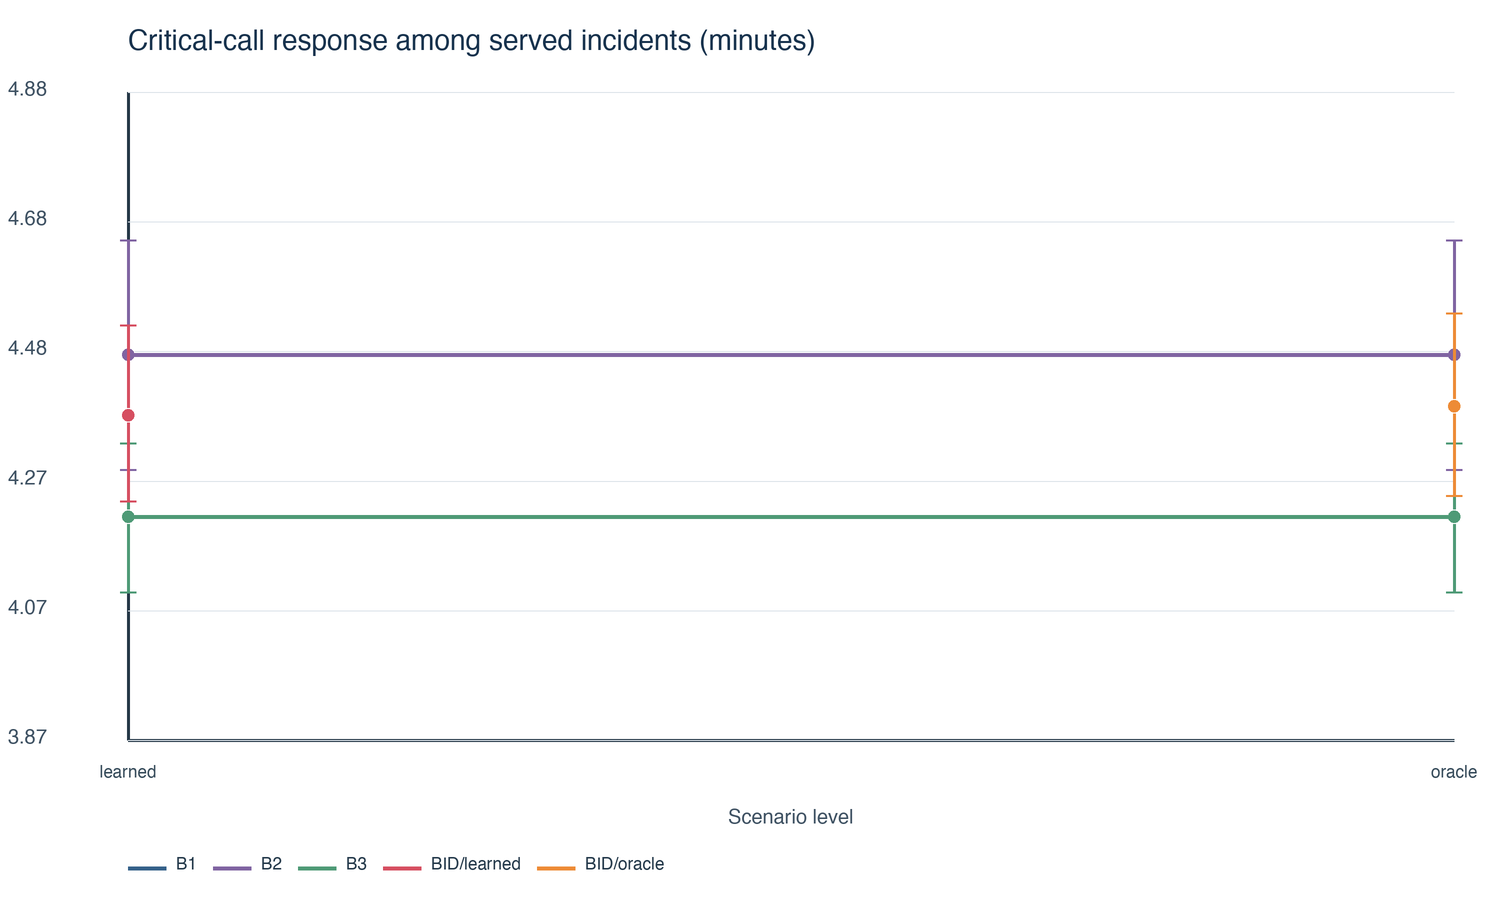 Critical-call response among served incidents (minutes)
4.88
4.68
4.48
4.27
4.07
3.87
learned oracle
Scenario level
B1 B2 B3 BID/learned BID/oracle